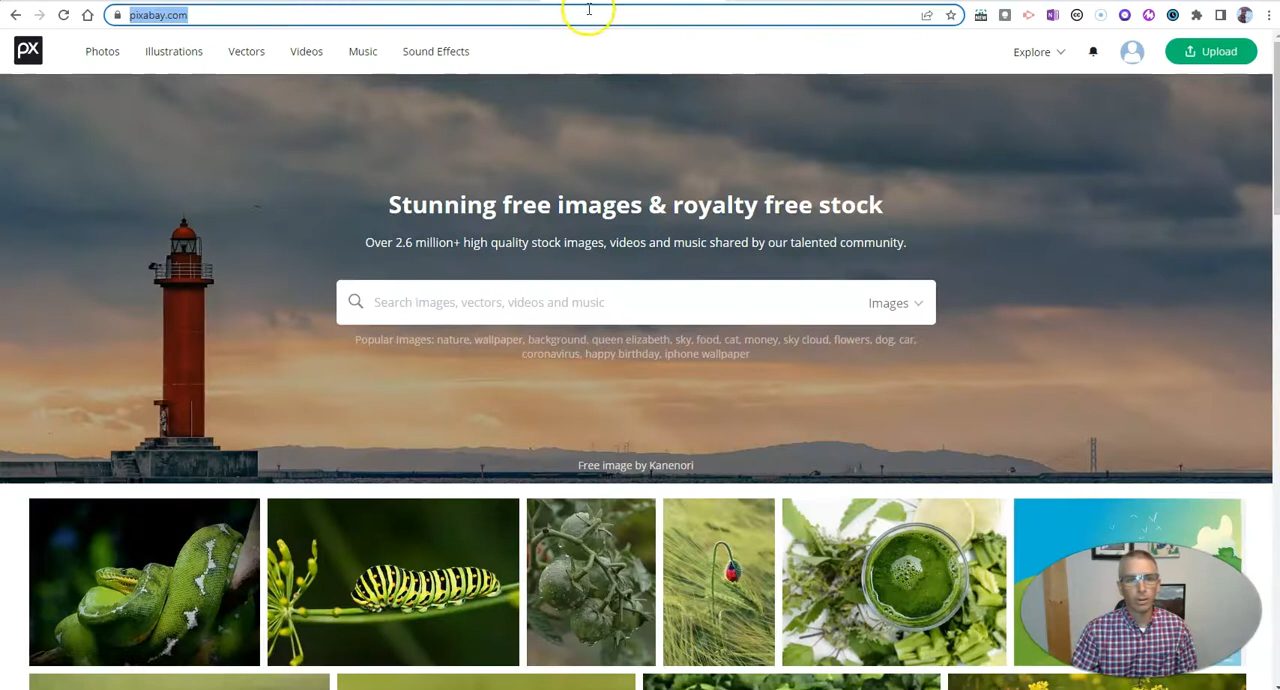 pixabay.com
px
Photos
Illustrations
Vectors
Videos
Music
Sound Effects
Explore
Upload
Stunning free images & royalty free stock
Over 2.6 million+ high quality stock images, videos and music shared by our talented community.
Search images, vectors, videos and music
Images
Popular Images: nature, wallpaper, background, queen elizabeth, sky, food, cat, money, sky cloud, flowers, dog, car,
coronavirus, happy birthday, iphone wallpaper
Free image by Kanenori